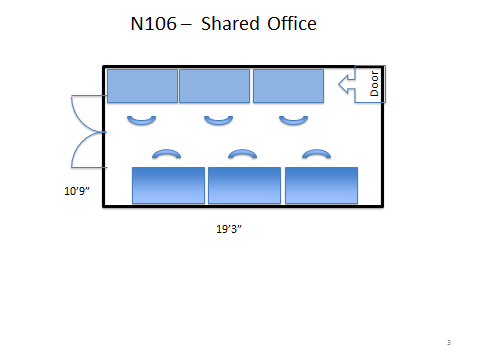 N106 – Shared Office
Door
10’9”
19’3”
3